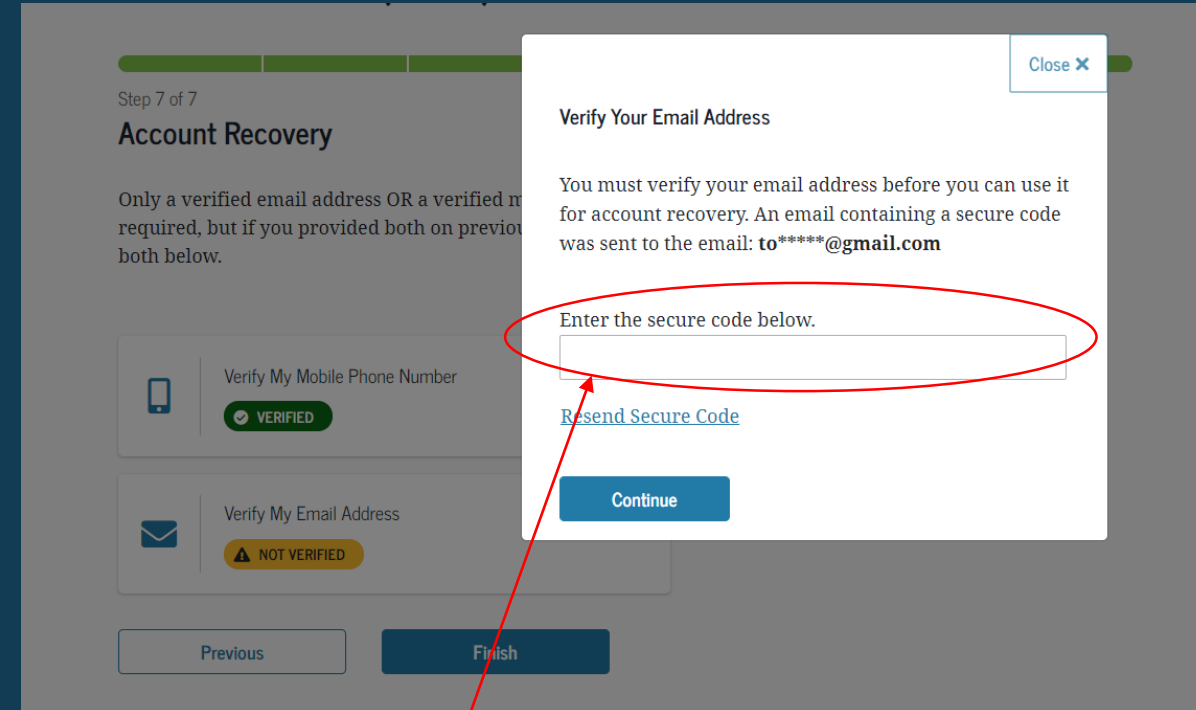 Step 7 of 7
Account Recovery
Only a verified email address OR a verified
required, but if you provided both on
both below.
Verify My Mobile Phone Number
VERIFIED
Verify My Email Address
NOT VERIFIED
Previous
Finish
Close ×
Verify Your Email Address
You must verify your email address before you can use it
for account recovery. An email containing a secure code
was sent to the email: to*****@gmail.com
Enter the secure code below.
Resend Secure Code
Continue